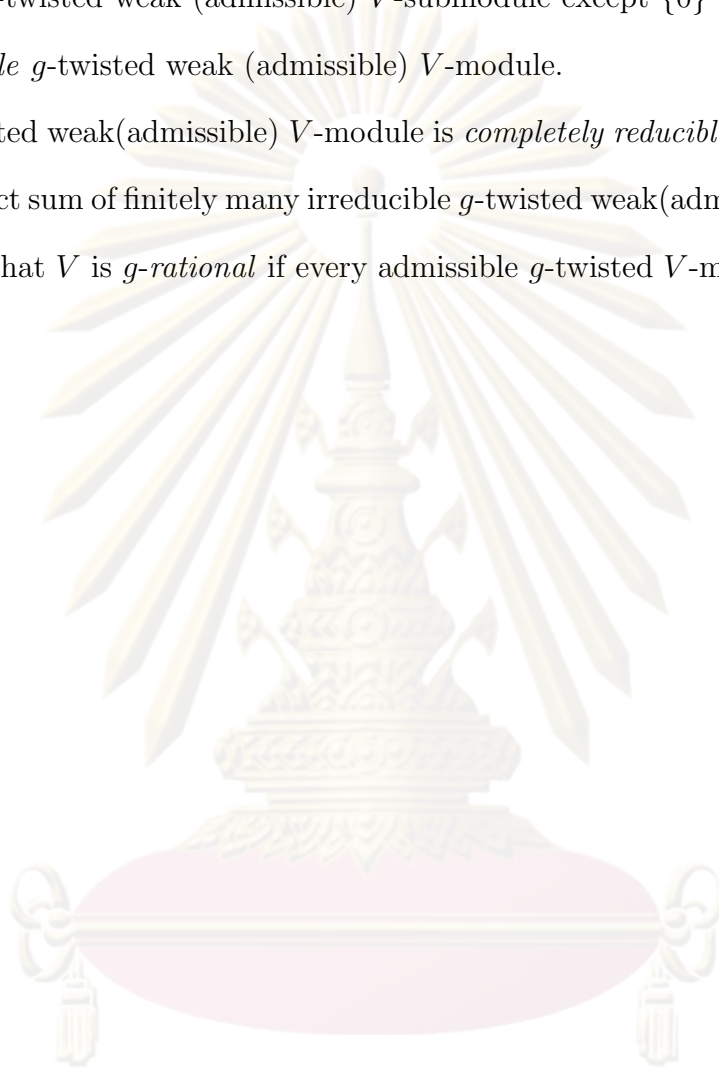 -twisted weak (admissible) V-submodule except {0}
le g-twisted weak (admissible) V-module.
ted weak(admissible) V-module is completely reducibl
ct sum of finitely many irreducible g-twisted weak(adm
hat V is g-rational if every admissible g-twisted V-m